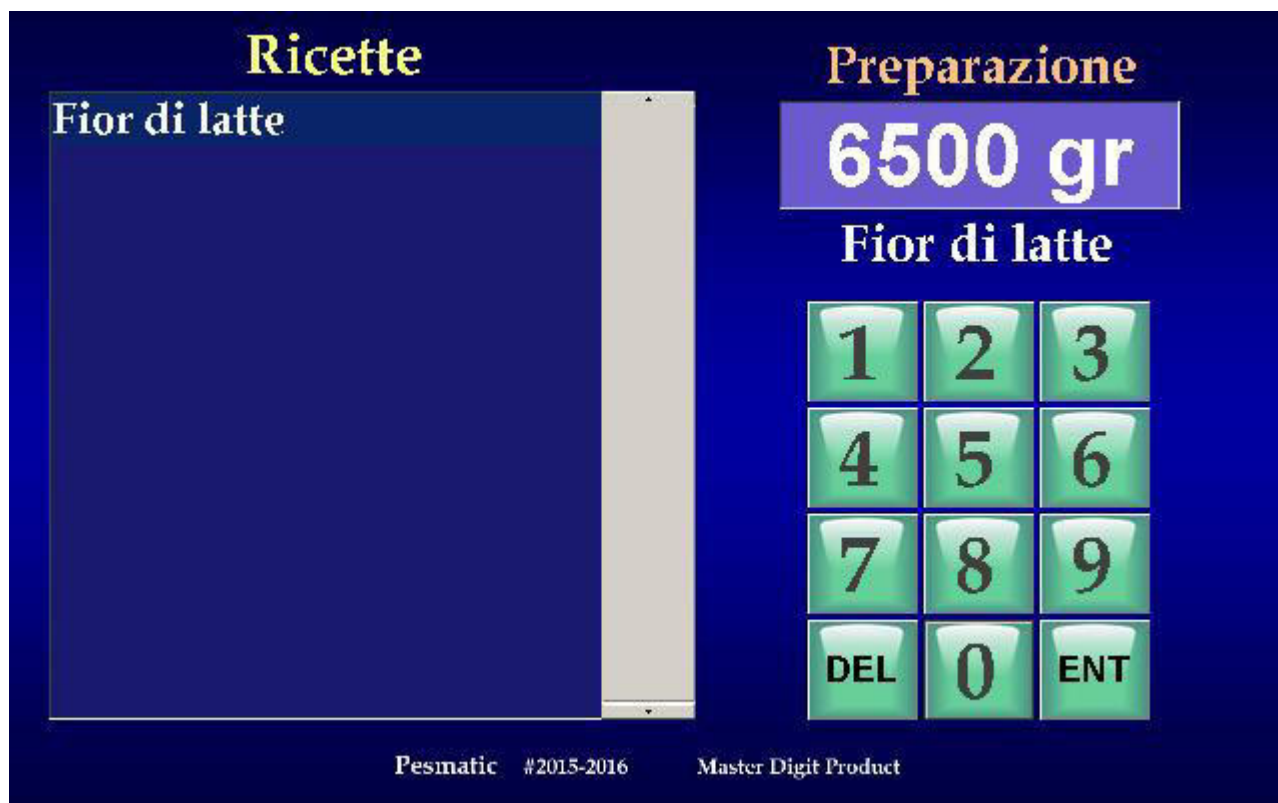 Ricette
Fior di latte
Preparazione
6500 gr
Fior di latte
1 2 3
4 5 6
7 8 9
DEL 0 ENT
Pesmatic #2015-2016 Master Digit Product